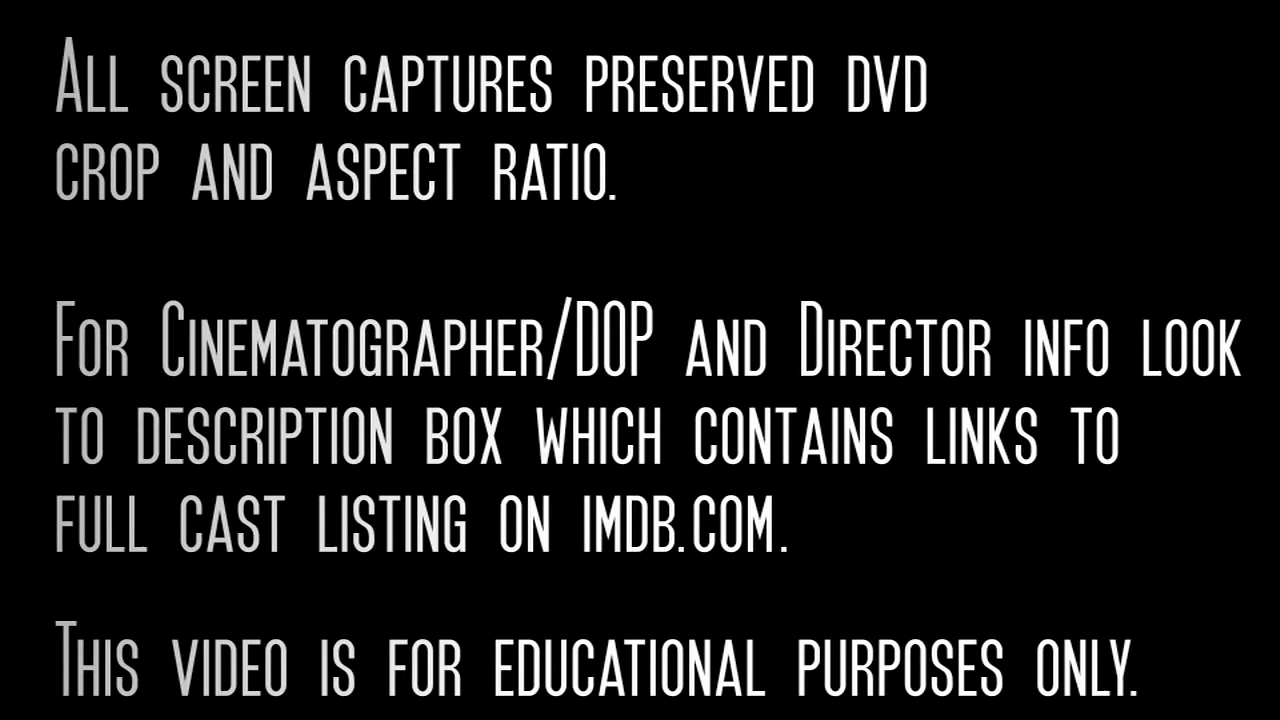 All screen captures preserved dvd
crop and aspect ratio.
For Cinematographer/DOP and Director info look
to description box which contains links to
full cast listing on imdb.com.
This video is for educational purposes only.